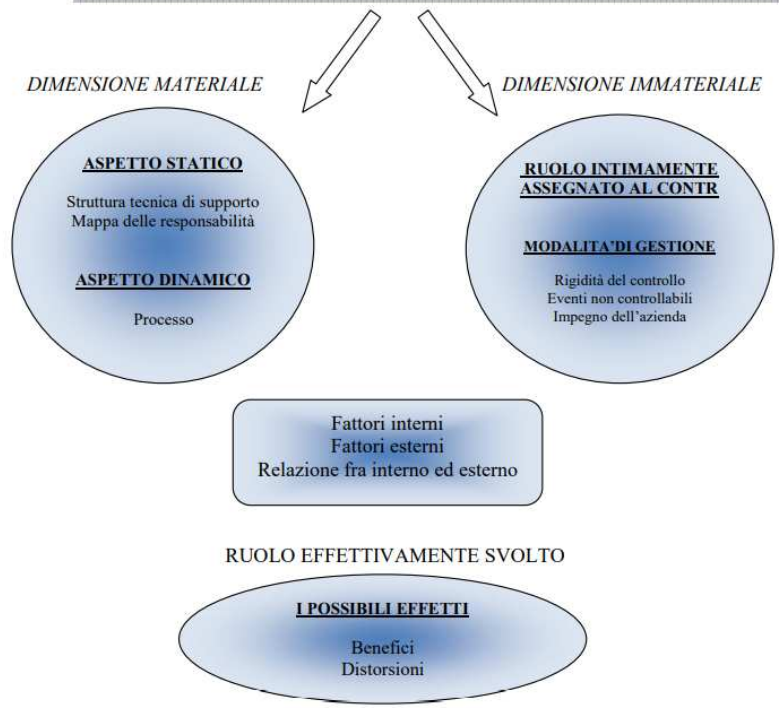 DIMENSIONE MATERIALE
ASPETTO STATICO
Struttura tecnica di supporto
Mappa delle responsabilità
ASPETTO DINAMICO
Processo
DIMENSIONE IMMATERIALE
RUOLO INTIMAMENTE
ASSEGNATO AL CONTR
MODALITA'DI GESTIONE
Rigidità del controllo
Eventi non controllabili
Impegno dell'azienda
Fattori interni
Fattori esterni
Relazione fra interno ed esterno
RUOLO EFFETTIVAMENTE SVOLTO
I POSSIBILI EFFETTI
Benefici
Distorsioni